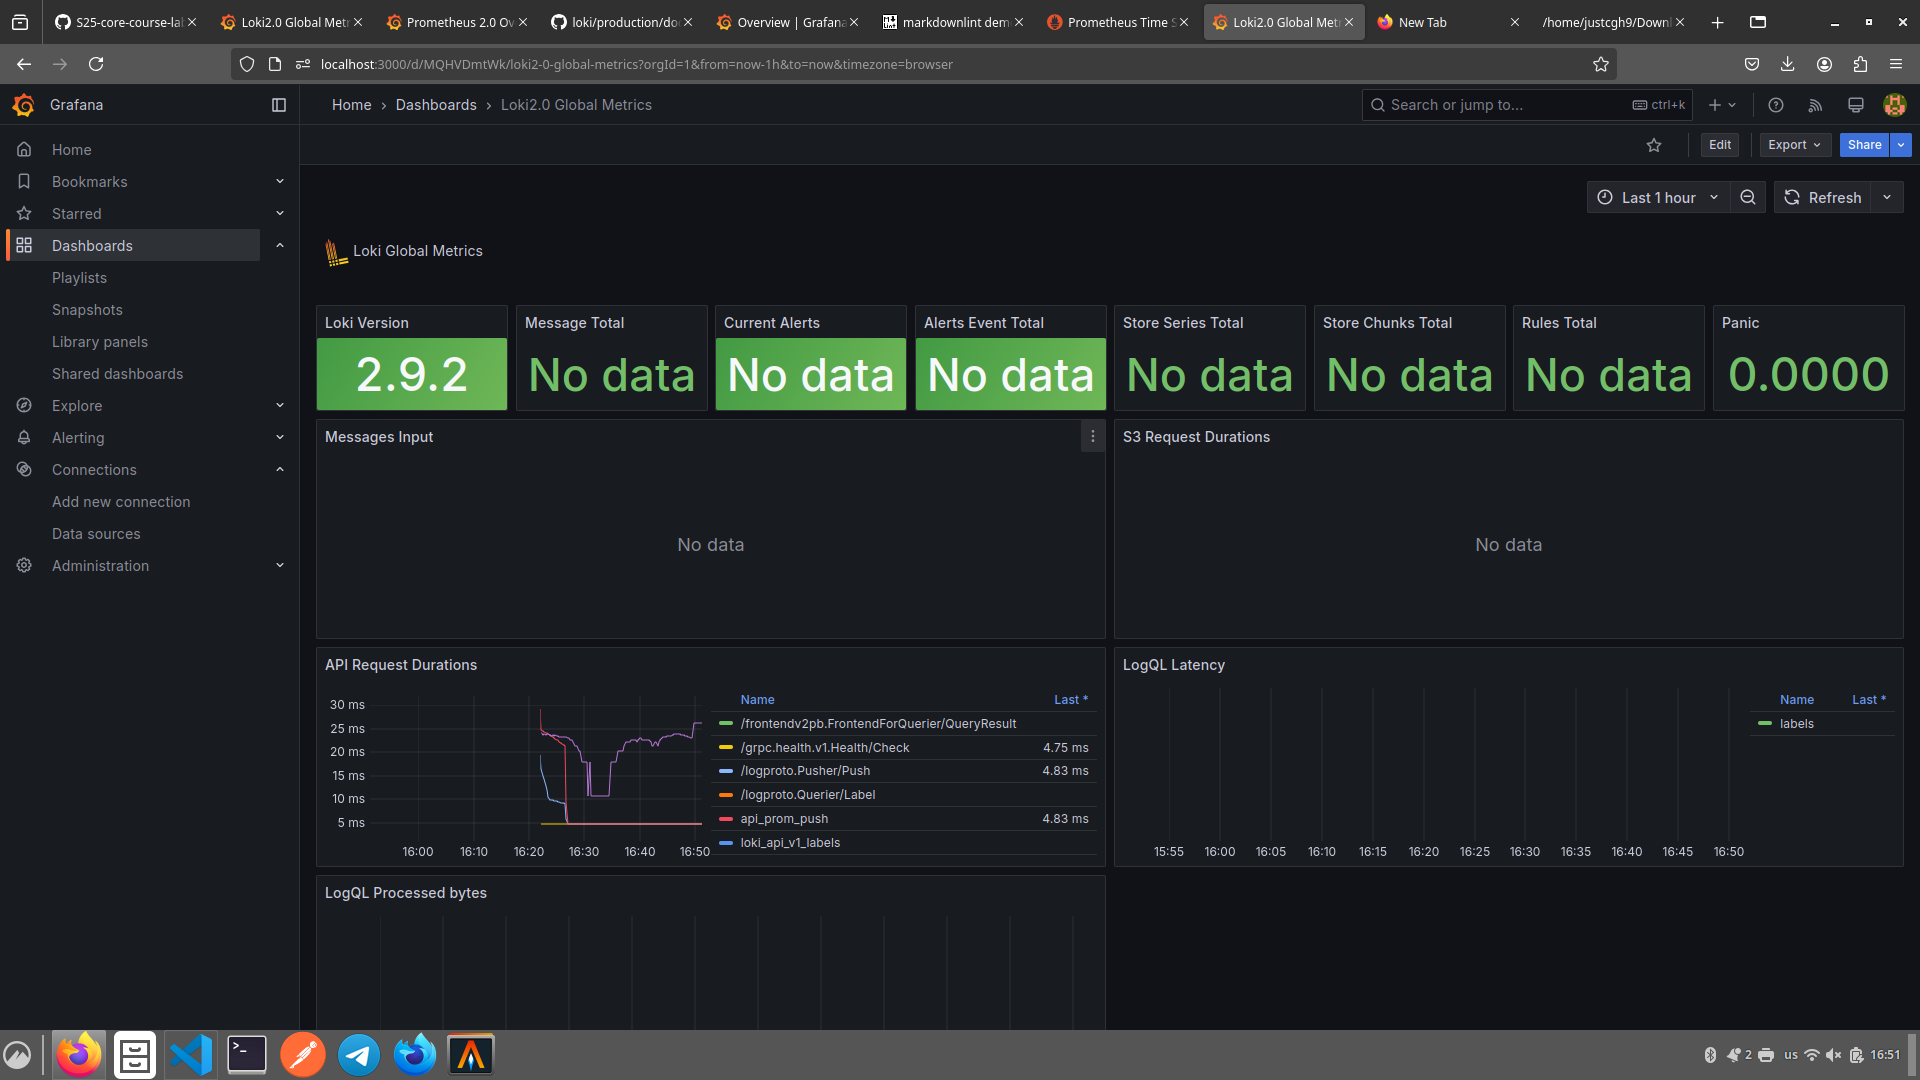 S25-core-course-la
Loki2.0 Global Met
Prometheus 2.0 Ov
loki/production/do
Overview | Grafana
markdownlint dem
Prometheus Time S
Loki2.0 Global Met
New Tab
/home/justcgh9/Downl
localhost:3000/d/MQHVDmtWk/loki2-0-global-metrics?orgId=1&from=now-1h&to=now&timezone=browser
Grafana
Home › Dashboards › Loki2.0 Global Metrics
Search or jump to...
ctrl+k
Edit
Export
Share
Home
Bookmarks
Starred
Dashboards
Playlists
Snapshots
Library panels
Shared dashboards
Explore
Alerting
Connections
Add new connection
Data sources
Administration
Last 1 hour
Refresh
Loki Global Metrics
Loki Version
2.9.2
Message Total
No data
Current Alerts
No data
Alerts Event Total
No data
Store Series Total
No data
Store Chunks Total
No data
Rules Total
No data
Panic
0.0000
Messages Input
No data
S3 Request Durations
No data
API Request Durations
30 ms
25 ms
20 ms
15 ms
10 ms
5 ms
16:00 16:10 16:20 16:30 16:40 16:50
Name Last *
/frontendv2pb.FrontendForQuerier/QueryResult
/grpc.health.v1.Health/Check 4.75 ms
/logproto.Pusher/Push 4.83 ms
/logproto.Querier/Label
api_prom_push 4.83 ms
loki_api_v1_labels
LogQL Latency
15:55 16:00 16:05 16:10 16:15 16:20 16:25 16:30 16:35 16:40 16:45 16:50
Name Last *
labels
LogQL Processed bytes
2
us
16:51